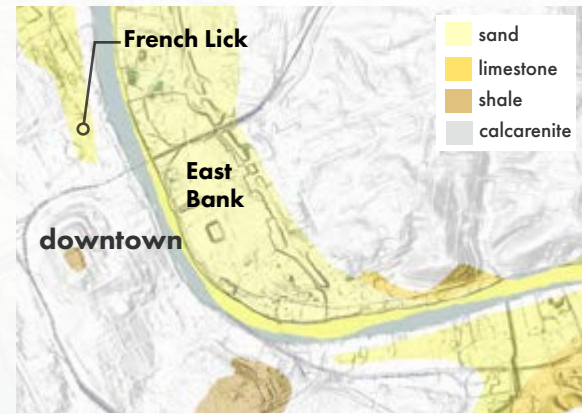 French Lick
East
Bank
downtown
sand
limestone
shale
calcarenite